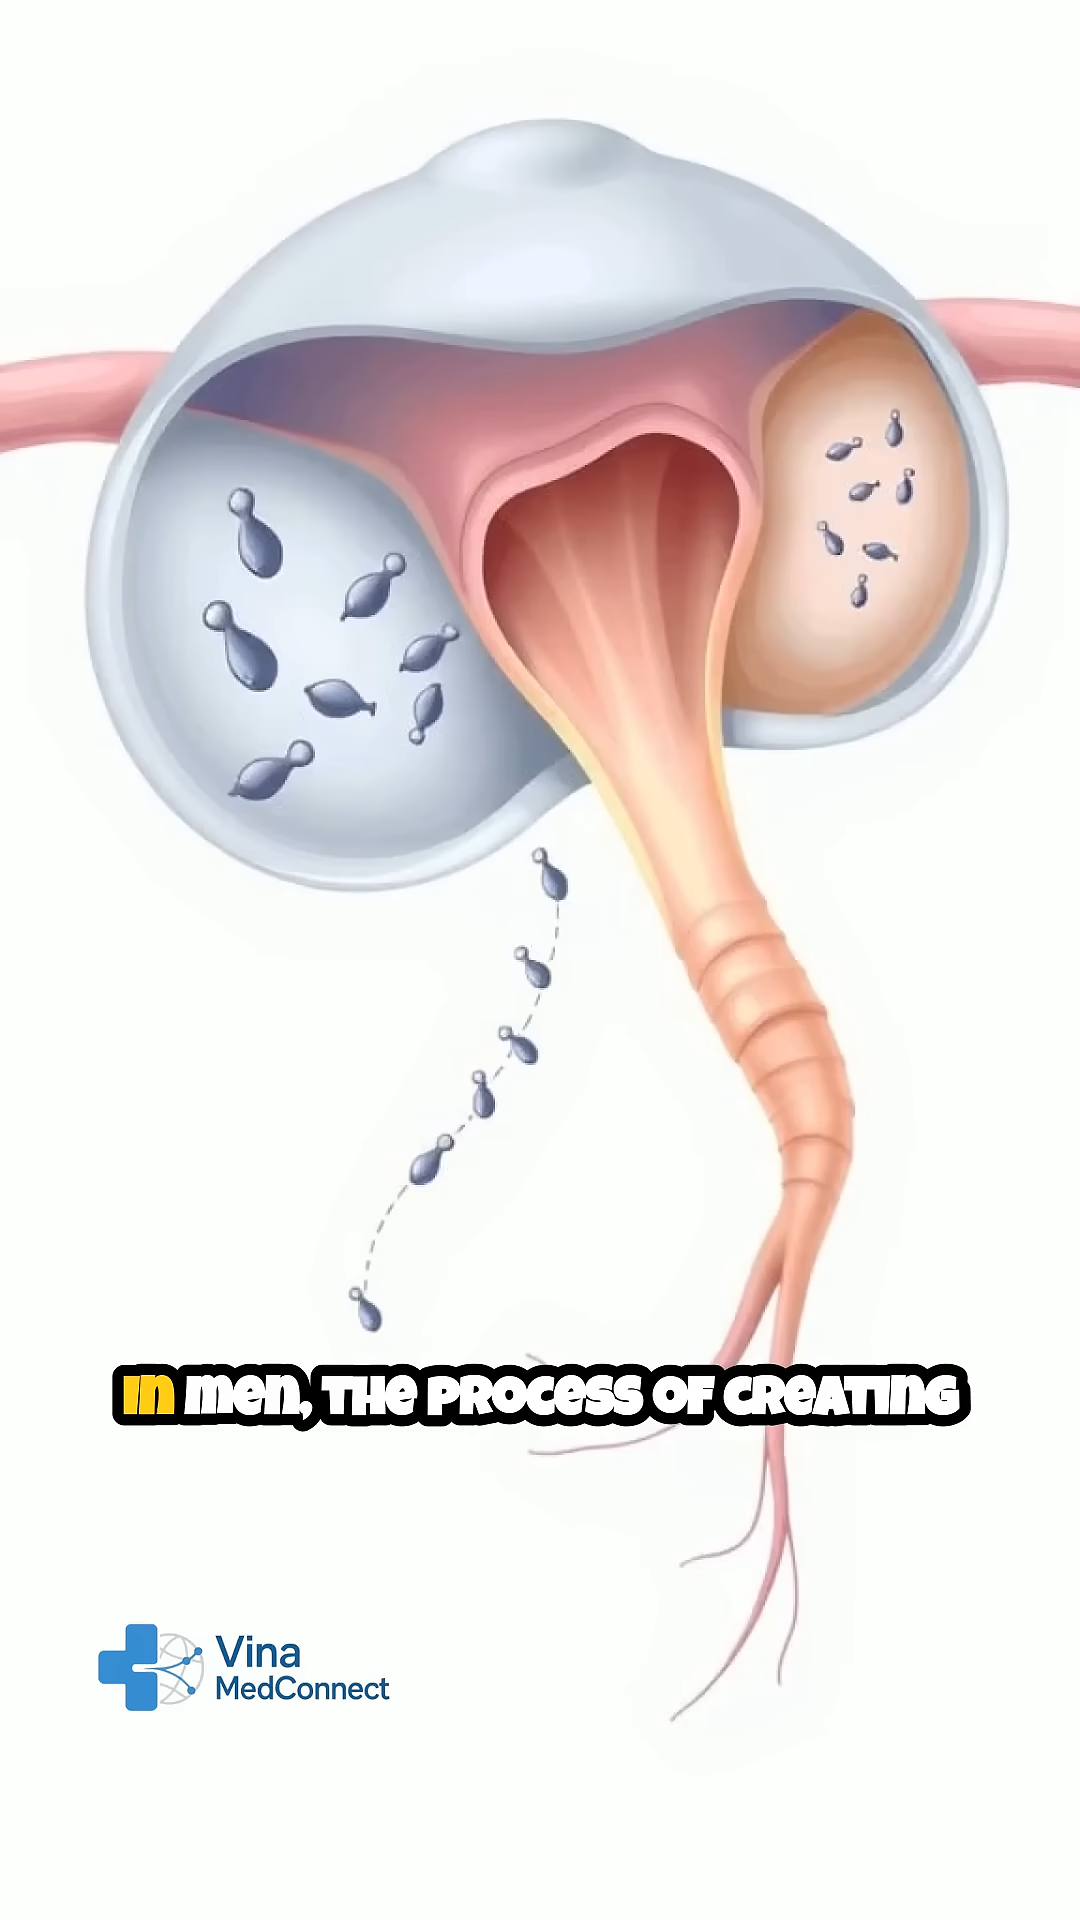 In men, the process of creating
Vina
MedConnect